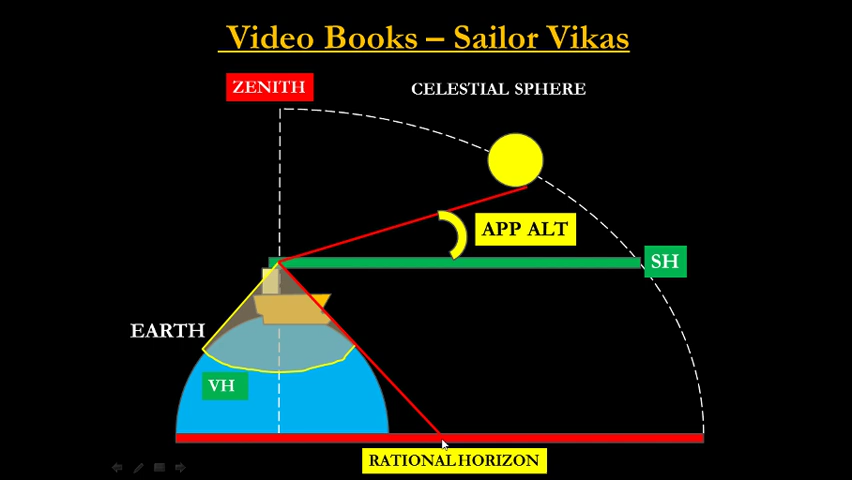 Video Books – Sailor Vikas
ZENITH
CELESTIAL SPHERE
APP ALT
SH
EARTH
VH
RATIONAL HORIZON